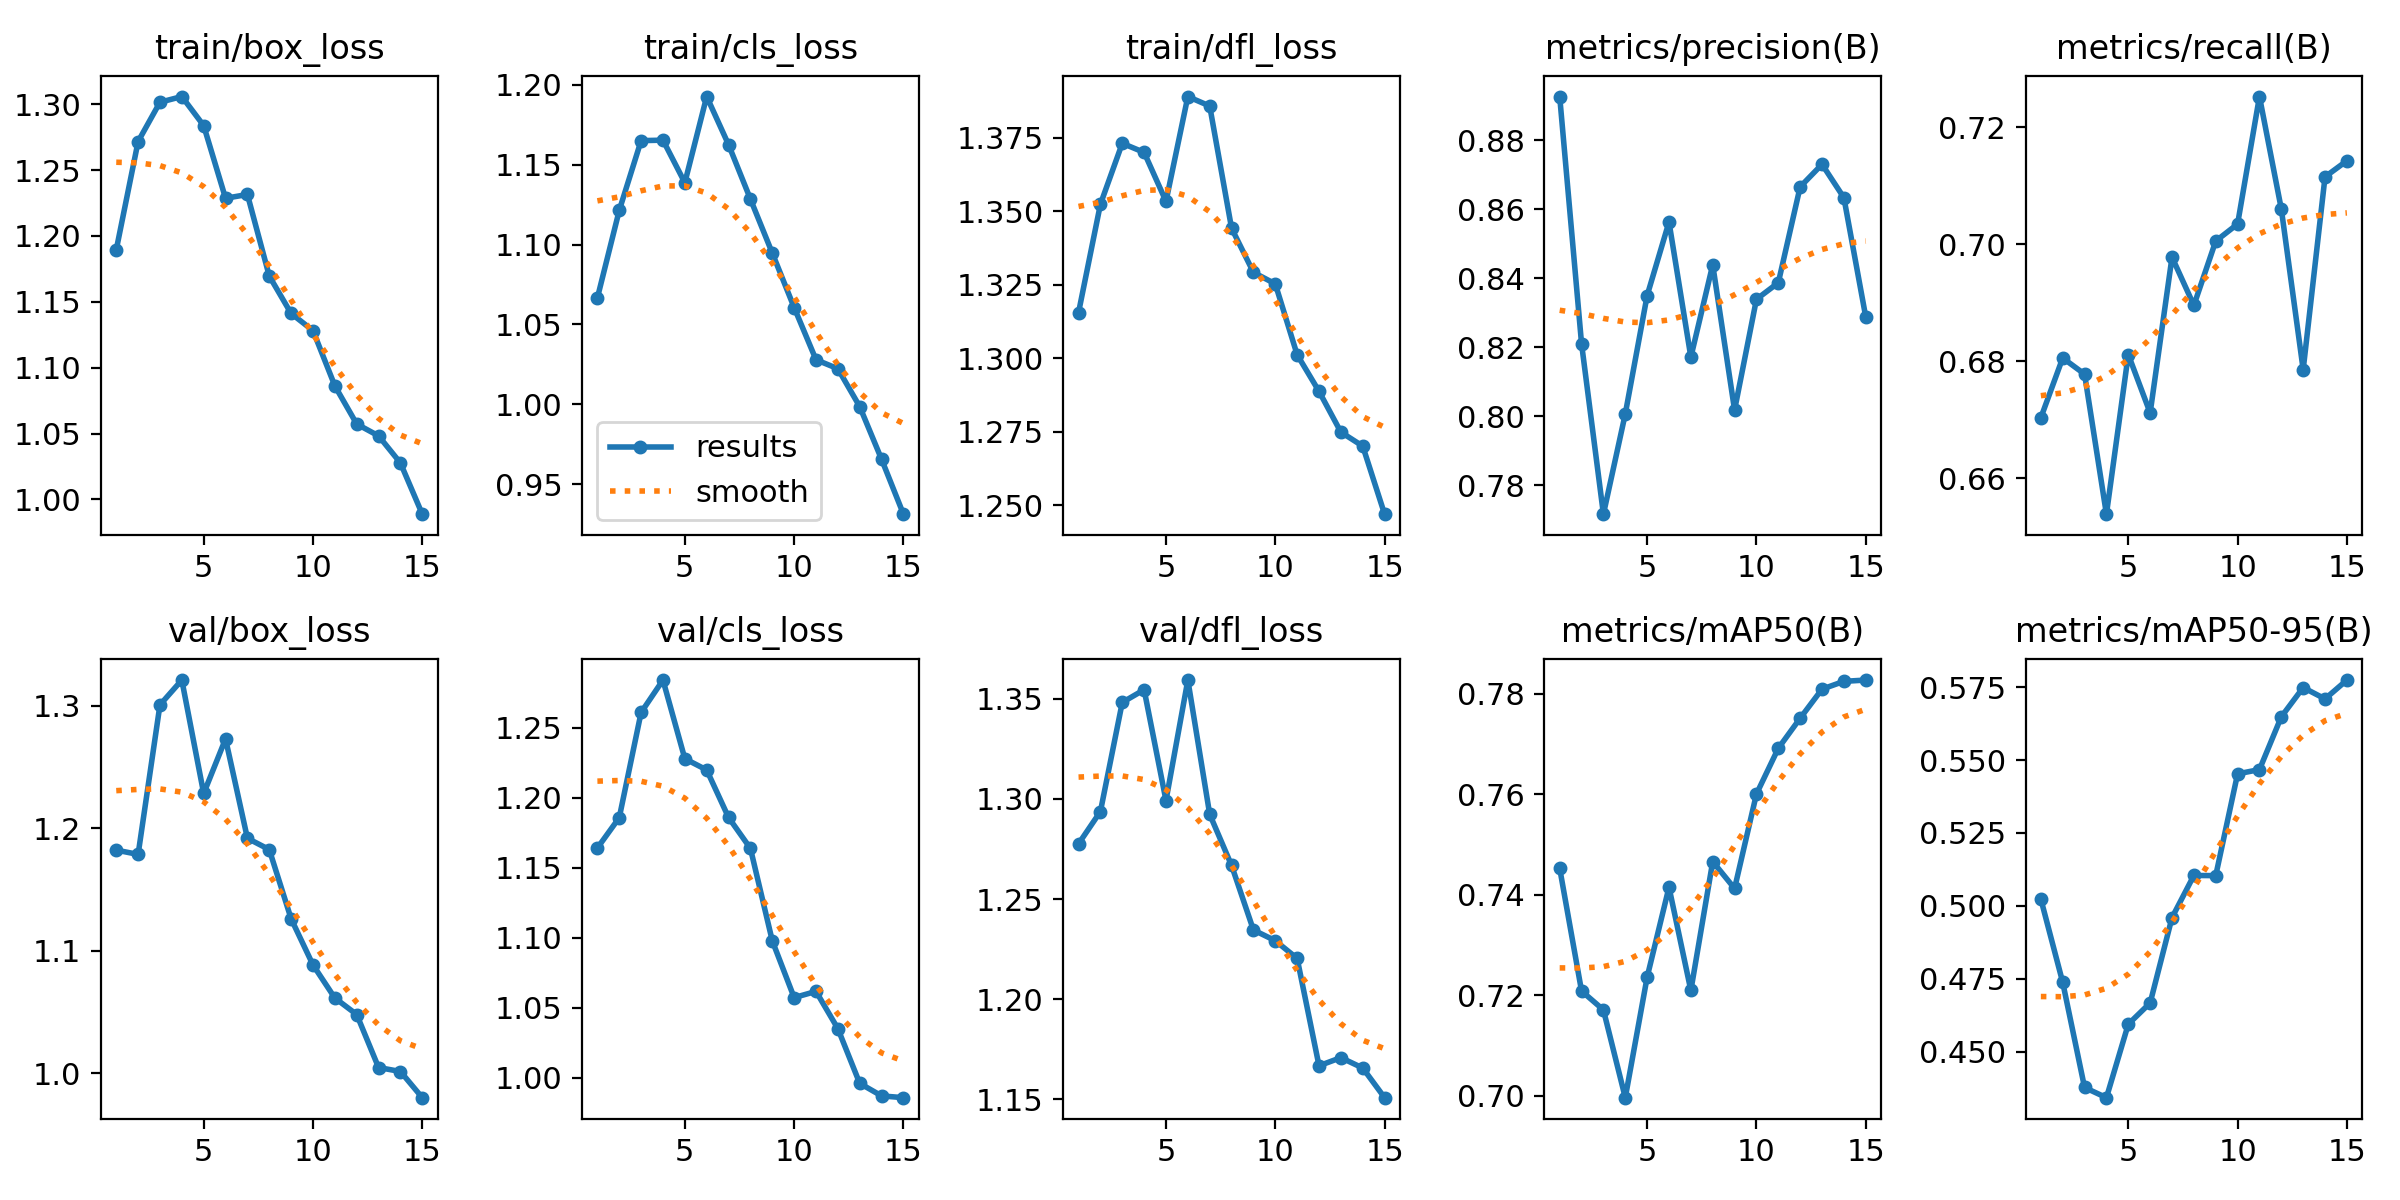 train/box_loss
1.30
1.25
1.20
1.15
1.10
1.05
1.00
5 10 15
train/cls_loss
1.20
1.15
1.10
1.05
1.00
0.95
results
smooth
5 10 15
train/dfl_loss
1.375
1.350
1.325
1.300
1.275
1.250
5 10 15
metrics/precision(B)
0.88
0.86
0.84
0.82
0.80
0.78
5 10 15
metrics/recall(B)
0.72
0.70
0.68
0.66
5 10 15
val/box_loss
1.3
1.2
1.1
1.0
5 10 15
val/cls_loss
1.25
1.20
1.15
1.10
1.05
1.00
5 10 15
val/dfl_loss
1.35
1.30
1.25
1.20
1.15
5 10 15
metrics/mAP50(B)
0.78
0.76
0.74
0.72
0.70
5 10 15
metrics/mAP50-95(B)
0.575
0.550
0.525
0.500
0.475
0.450
5 10 15